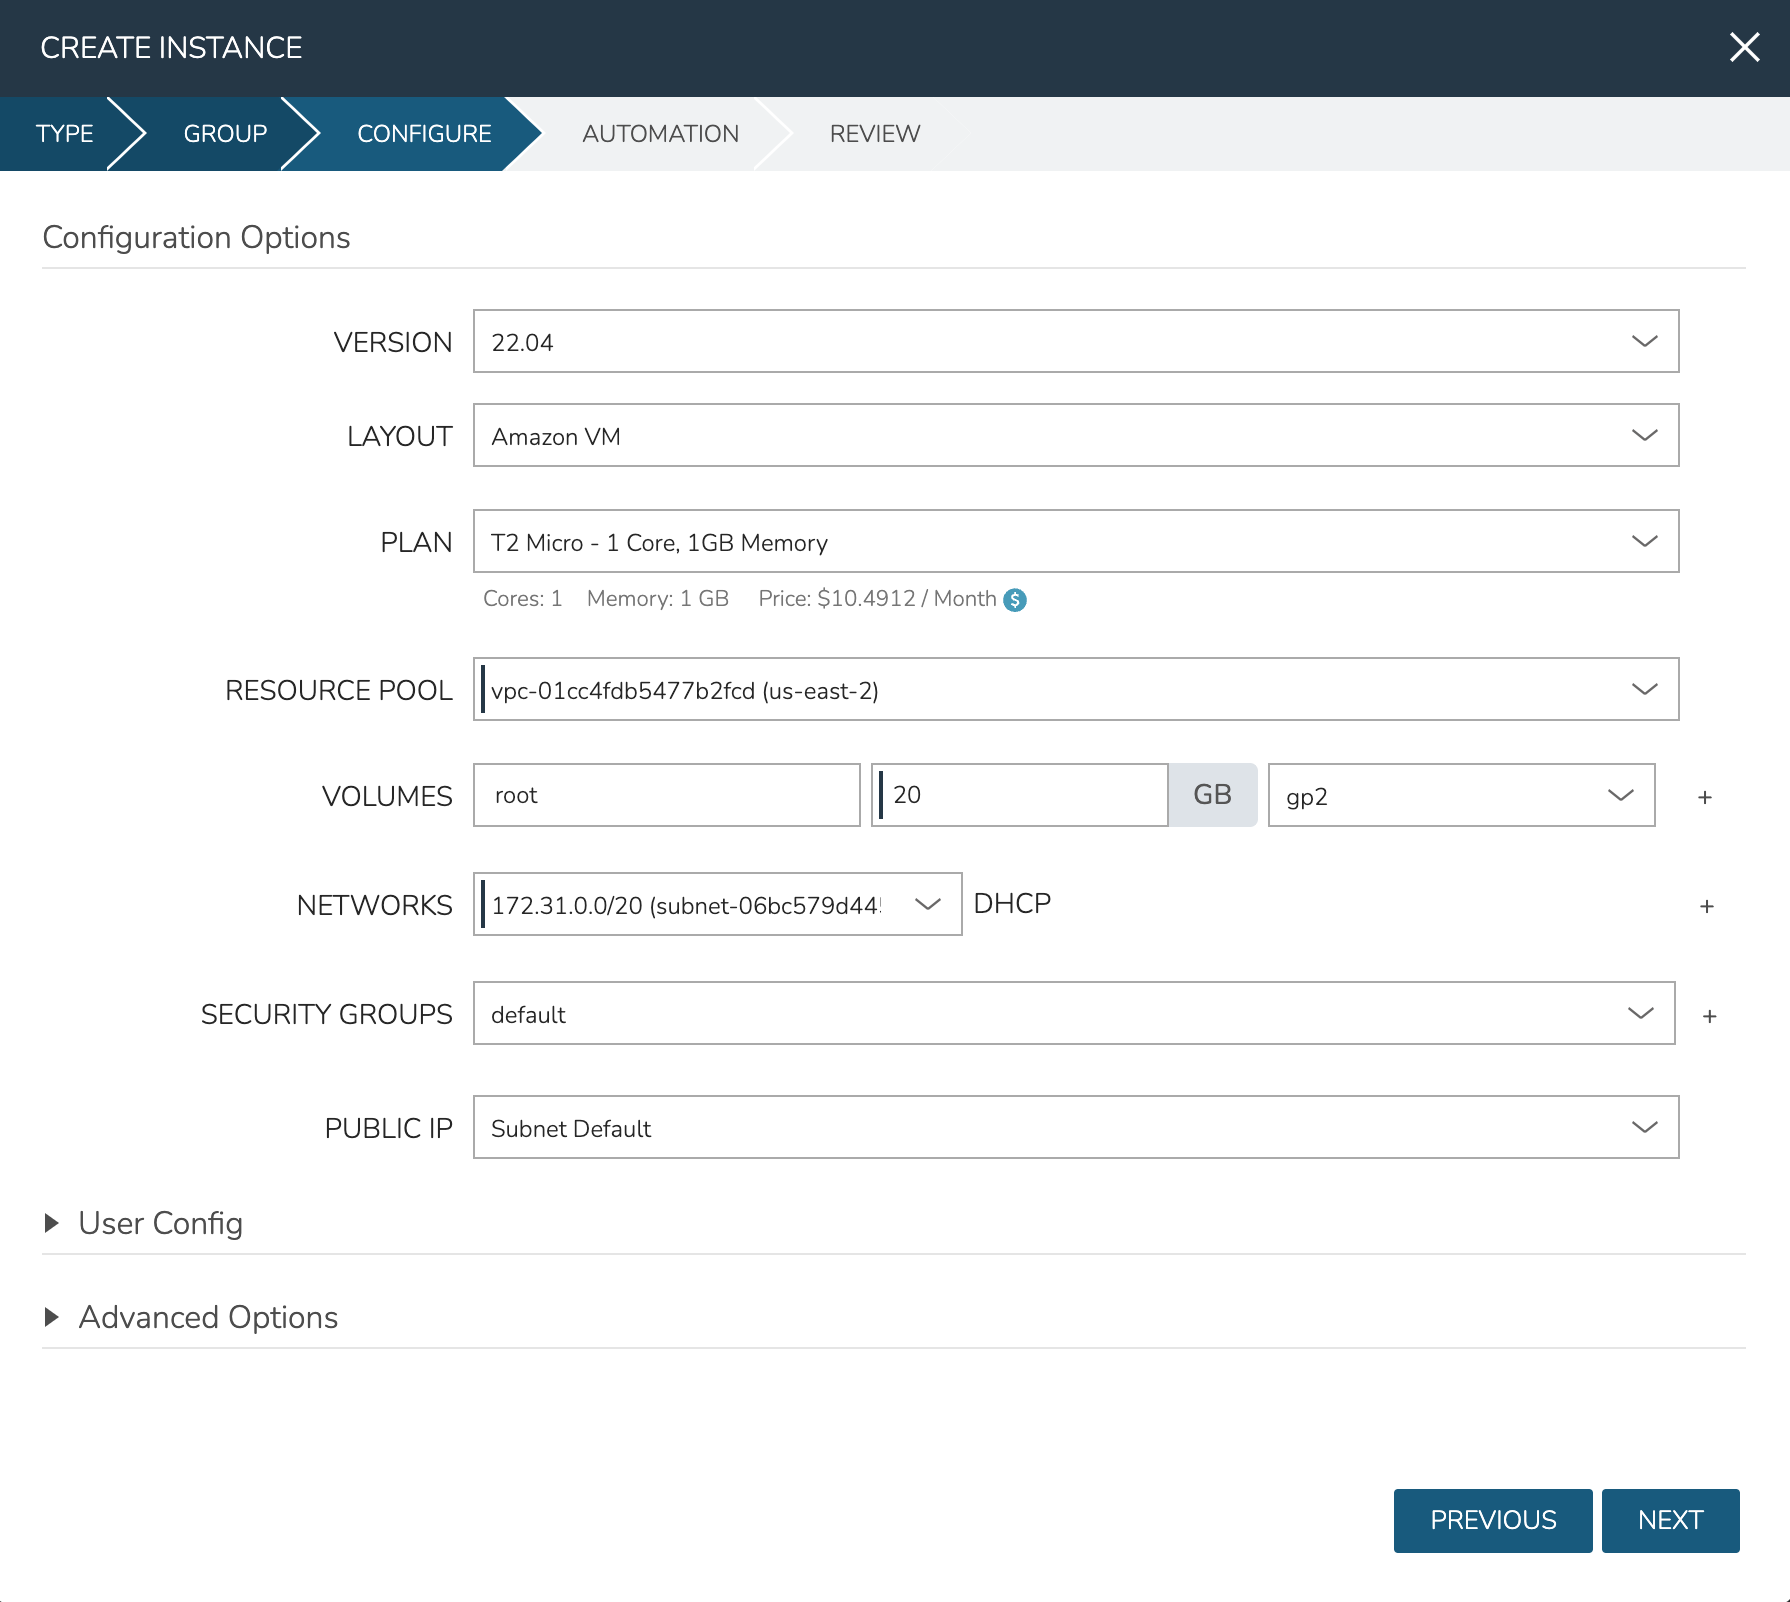 CREATE INSTANCE
TYPE GROUP CONFIGURE AUTOMATION REVIEW
Configuration Options
VERSION 22.04
LAYOUT Amazon VM
PLAN T2 Micro - 1 Core, 1GB Memory
Cores: 1 Memory: 1 GB Price: $10.4912 / Month $
RESOURCE POOL vpc-01cc4fdb5477b2fcd (us-east-2)
VOLUMES root 20 GB gp2 +
NETWORKS 172.31.0.0/20 (subnet-06bc579d44 DHCP +
SECURITY GROUPS default +
PUBLIC IP Subnet Default
User Config
Advanced Options
PREVIOUS NEXT